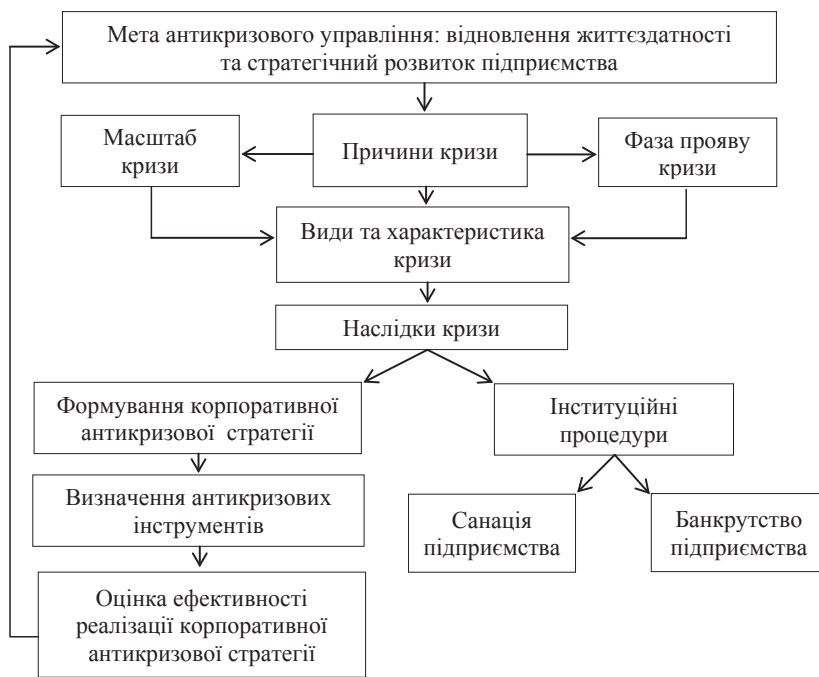 Мета антикризового управління: відновлення життєздатності
та стратегічний розвиток підприємства
Масштаб
кризи
Причини кризи
Фаза прояву
кризи
Види та характеристика
кризи
Наслідки кризи
Формування корпоративної
антикризової стратегії
Інституційні
процедури
Визначення антикризових
інструментів
Санація
підприємства
Банкрутство
підприємства
Оцінка ефективності
реалізації корпоративної
антикризової стратегії